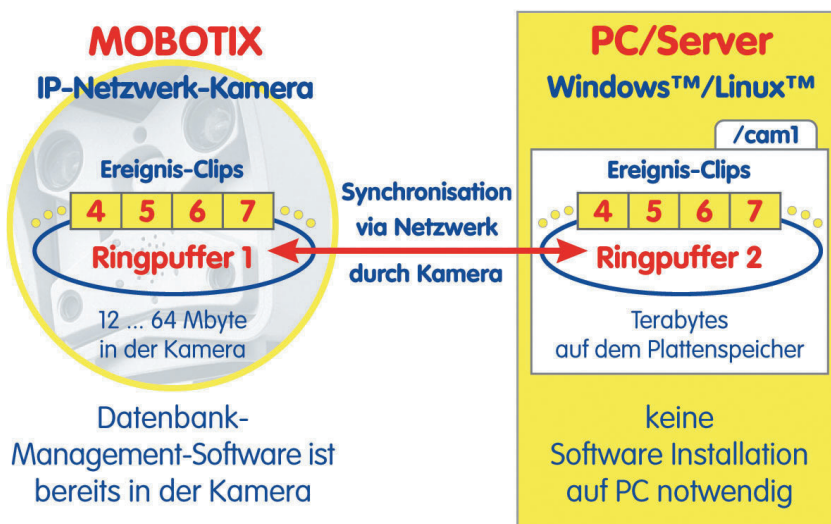 MOBOTIX
IP-Netzwerk-Kamera
Ereignis-Clips
4 5 6 7
Ringpuffer 1
12 ... 64 Mbyte
in der Kamera
Datenbank-
Management-Software ist
bereits in der Kamera
Synchronisation
via Netzwerk
durch Kamera
PC/Server
Windows™/Linux™
/cam1
Ereignis-Clips
4 5 6 7
Ringpuffer 2
Terabytes
auf dem Plattenspeicher
keine
Software Installation
auf PC notwendig